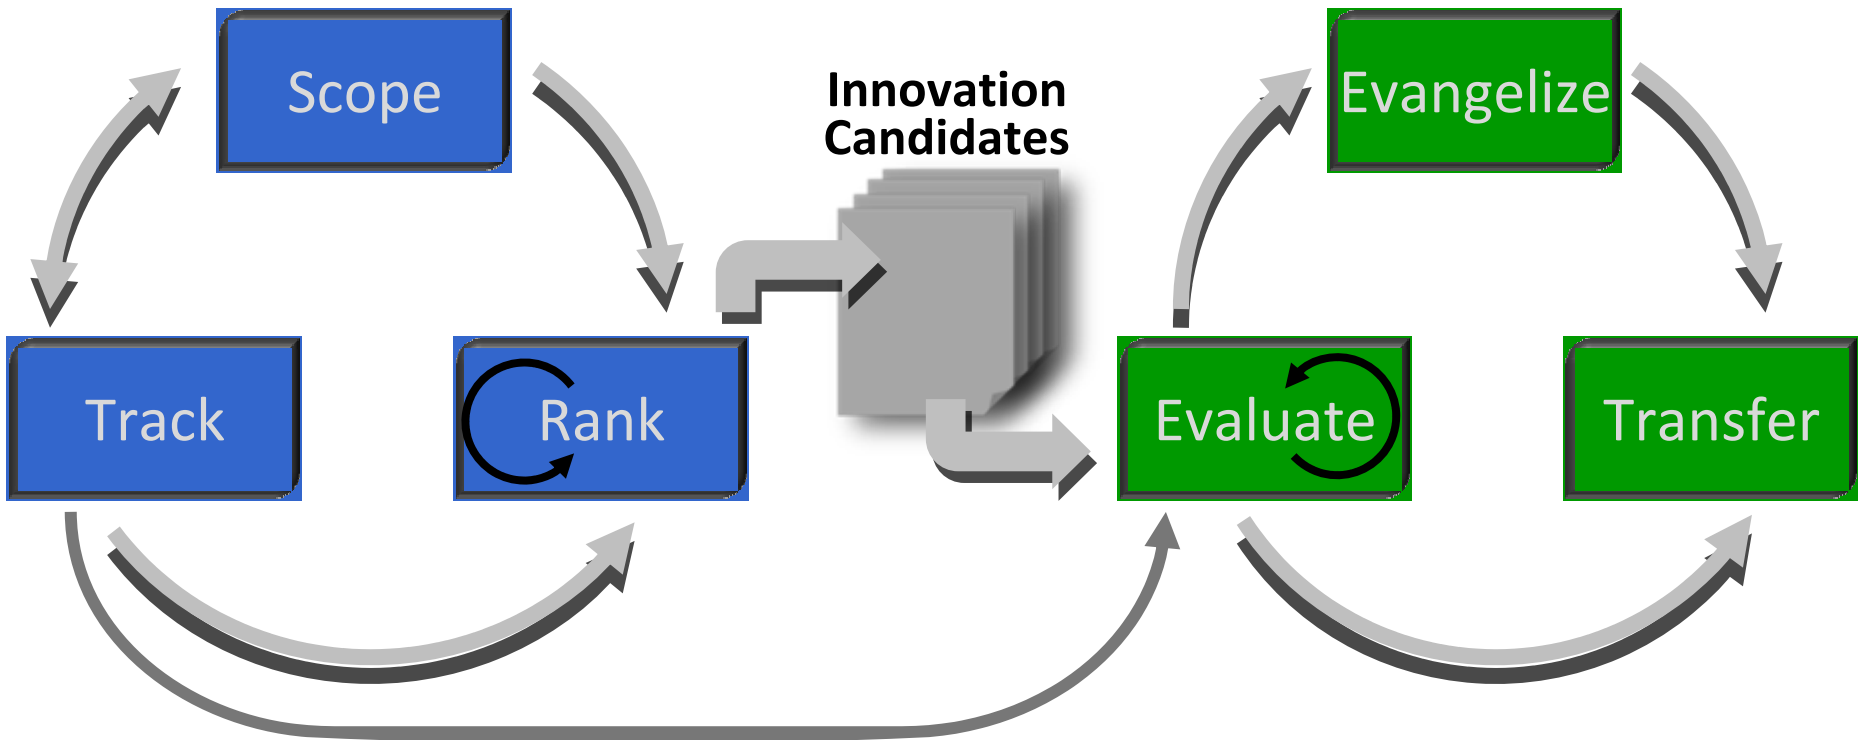 Scope
Innovation
Candidates
Evangelize
Track
Rank
Evaluate
Transfer